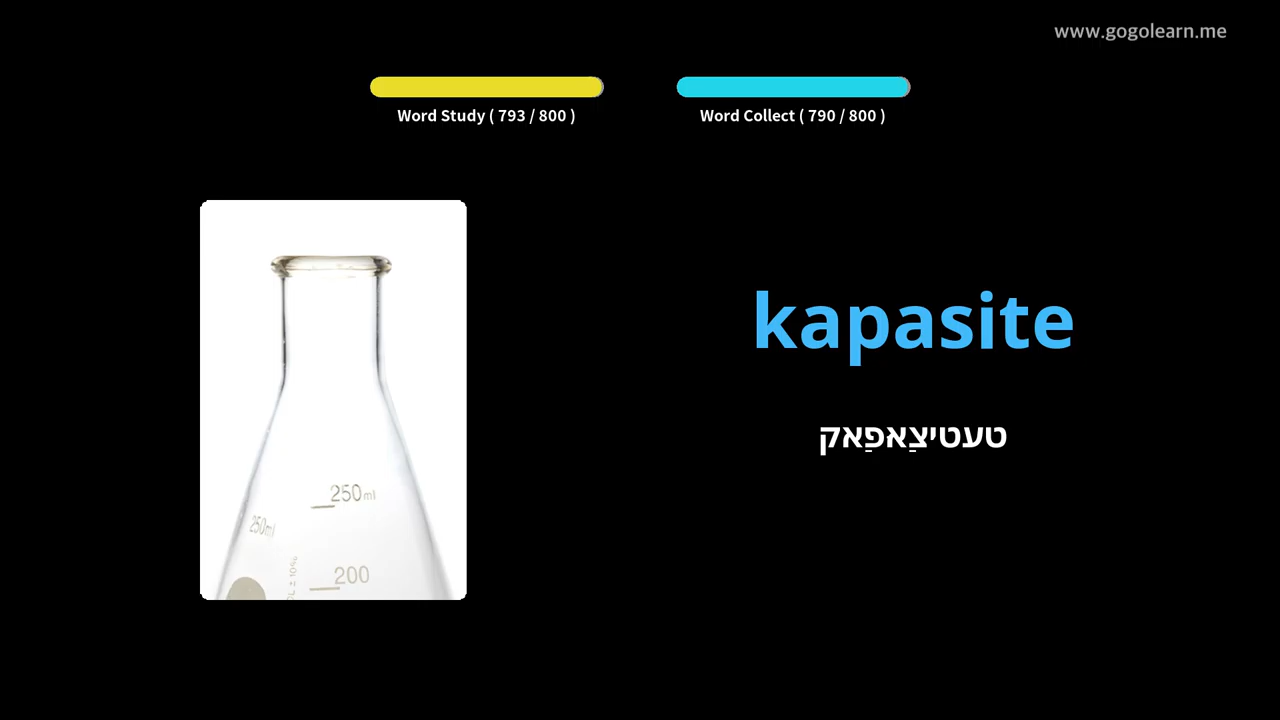 www.gogolearn.me
Word Study ( 793 / 800 )
Word Collect ( 790 / 800 )
250ml
250ml
200
kapasite
טעטיצַאפַאק